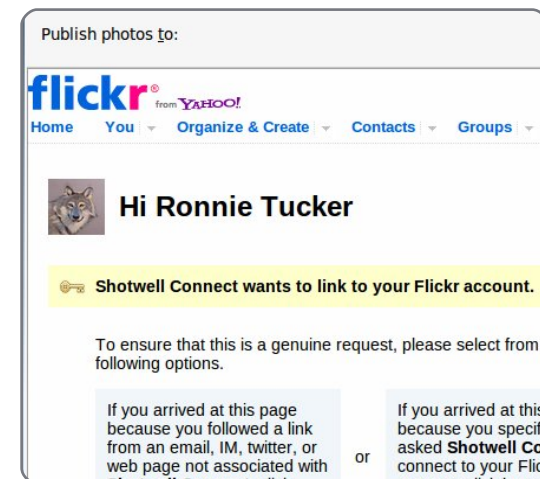 Publish photos to:
flickr® from YAHOO!
Home You Organize & Create Contacts Groups
Hi Ronnie Tucker
Shotwell Connect wants to link to your Flickr account.
To ensure that this is a genuine request, please select from
following options.
If you arrived at this page
because you followed a link
from an email, IM, twitter, or
web page not associated with
or
If you arrived at this
because you specif
asked Shotwell Co
connect to your Flic